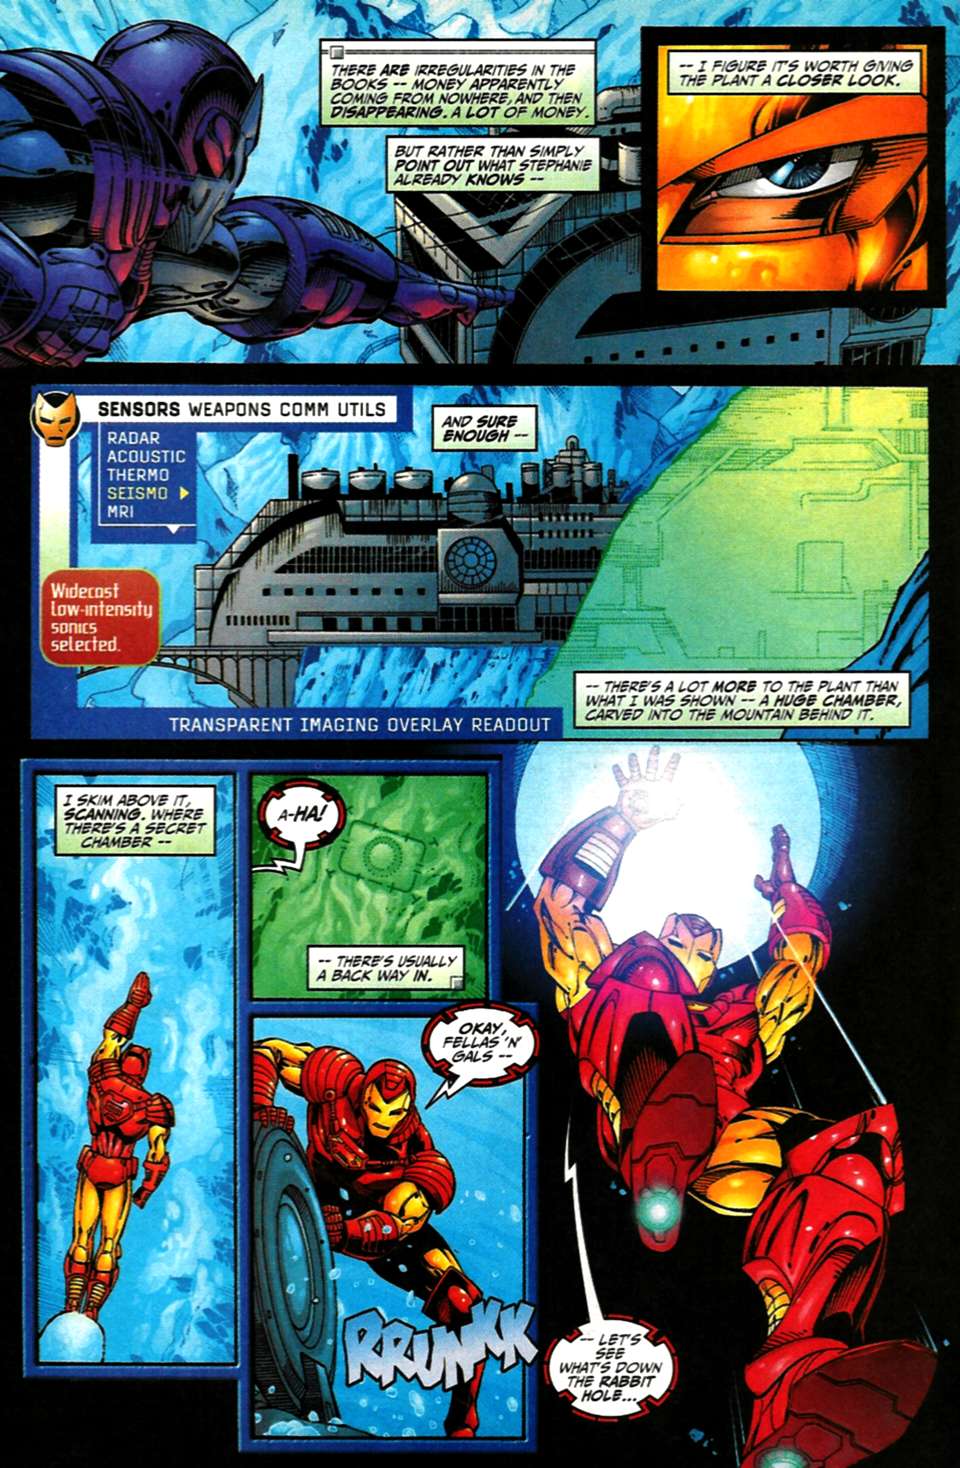 THERE ARE IRREGULARITIES IN THE
BOOKS -- MONEY APPARENTLY
COMING FROM NOWHERE, AND THEN
DISAPPEARING. A LOT OF MONEY.
BUT RATHER THAN SIMPLY
POINT OUT WHAT STEPHANIE
ALREADY KNOWS --
-- I FIGURE IT'S WORTH GIVING
THE PLANT A CLOSER LOOK.
SENSORS WEAPONS COMM UTILS
RADAR
ACOUSTIC
THERMO
SEISMO
MRI
AND SURE
ENOUGH --
Widecast
low-intensity
sonics
selected.
-- THERE'S A LOT MORE TO THE PLANT THAN
WHAT I WAS SHOWN -- A HUGE CHAMBER,
CARVED INTO THE MOUNTAIN BEHIND IT.
TRANSPARENT IMAGING OVERLAY READOUT
I SKIM ABOVE IT,
SCANNING. WHERE
THERE'S A SECRET
CHAMBER --
A-HA!
-- THERE'S USUALLY
A BACK WAY IN.
OKAY,
FELLAS 'N'
GALS --
RRUNKK
-- LET'S
SEE
WHAT'S DOWN
THE RABBIT
HOLE...